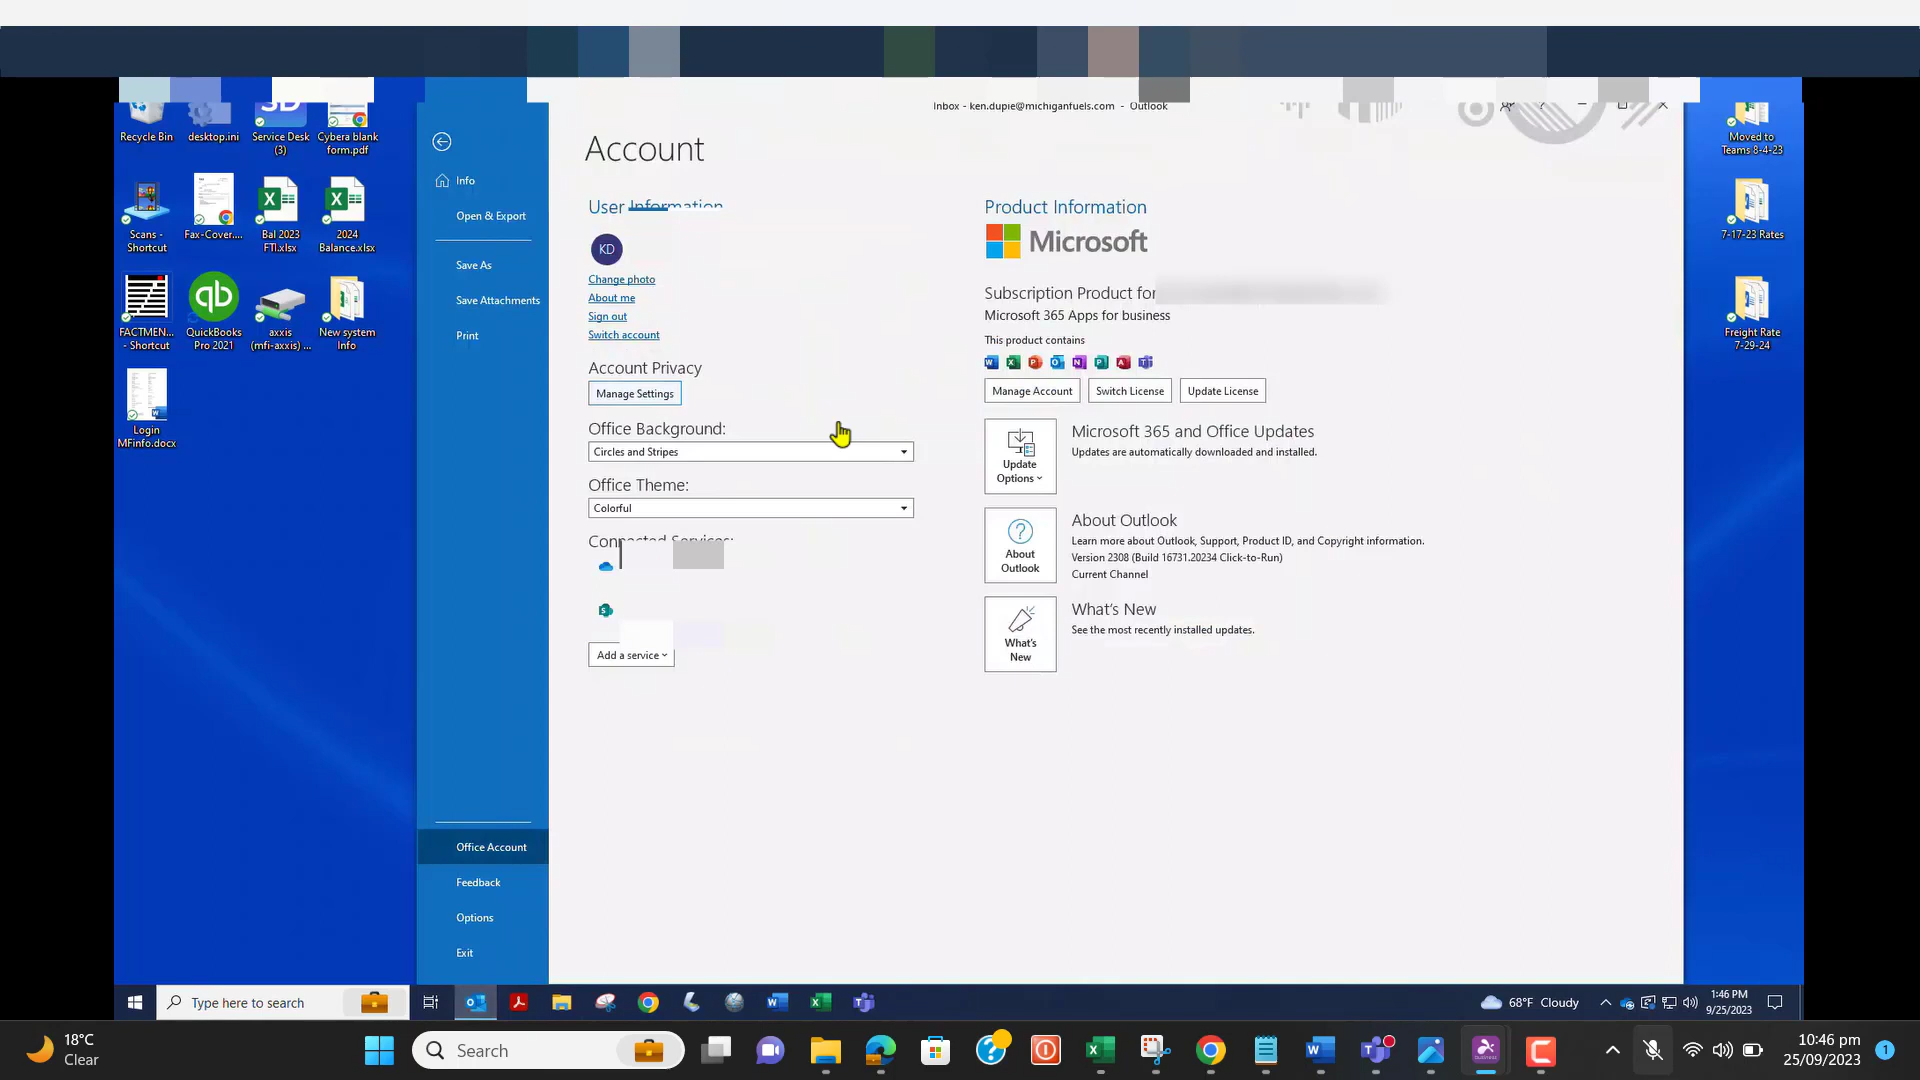 Inbox - ken.dupie@michiganfuels.com - Outlook
Recycle Bin
desktop.ini
SD
Service Desk
(3)
Cybera blank
form.pdf
Scans -
Shortcut
Fax-Cover....
Bal 2023
FTI.xlsx
2024
Balance.xlsx
FACTMEN...
- Shortcut
qb
QuickBooks
Pro 2021
axxis
(mfi-axxis) ...
New system
Info
Login
MFinfo.docx
Info
Open & Export
Save As
Save Attachments
Print
Office Account
Feedback
Options
Exit
Account
User Information
KD
Change photo
About me
Sign out
Switch account
Account Privacy
Manage Settings
Office Background:
Circles and Stripes
Office Theme:
Colorful
Connected Services:
Add a service
Product Information
Microsoft
Subscription Product for
Microsoft 365 Apps for business
This product contains
Manage Account
Switch License
Update License
Update
Options
Microsoft 365 and Office Updates
Updates are automatically downloaded and installed.
About
Outlook
About Outlook
Learn more about Outlook, Support, Product ID, and Copyright information.
Version 2308 (Build 16731.20234 Click-to-Run)
Current Channel
What's
New
What's New
See the most recently installed updates.
Moved to
Teams 8-4-23
7-17-23 Rates
Freight Rate
7-29-24
Type here to search
68°F Cloudy
1:46 PM
9/25/2023
18°C
Clear
Search
10:46 pm
25/09/2023
1